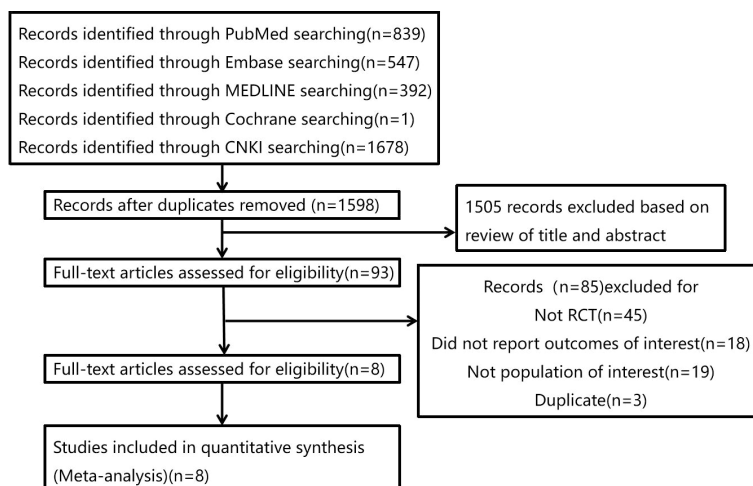 Records identified through PubMed searching(n=839)
Records identified through Embase searching(n=547)
Records identified through MEDLINE searching(n=392)
Records identified through Cochrane searching(n=1)
Records identified through CNKI searching(n=1678)
Records after duplicates removed (n=1598)
1505 records excluded based on
review of title and abstract
Full-text articles assessed for eligibility(n=93)
Records（n=85)excluded for
Not RCT(n=45)
Did not report outcomes of interest(n=18)
Not population of interest(n=19)
Duplicate(n=3)
Full-text articles assessed for eligibility(n=8)
Studies included in quantitative synthesis
(Meta-analysis)(n=8)